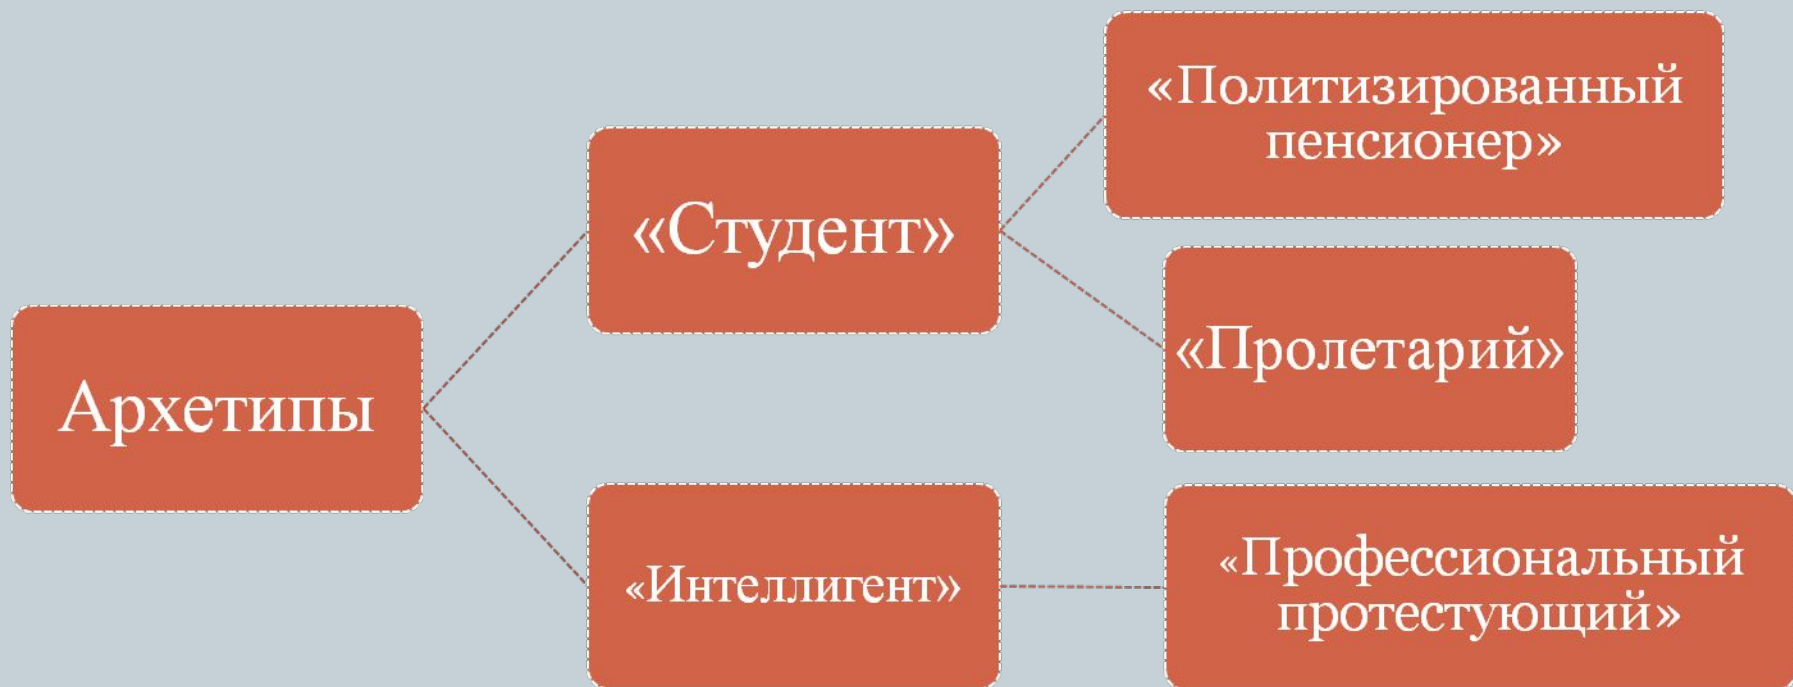 Архетипы
«Студент»
«Интеллигент»
«Политизированный
пенсионер»
«Пролетарий»
«Профессиональный
протестующий»